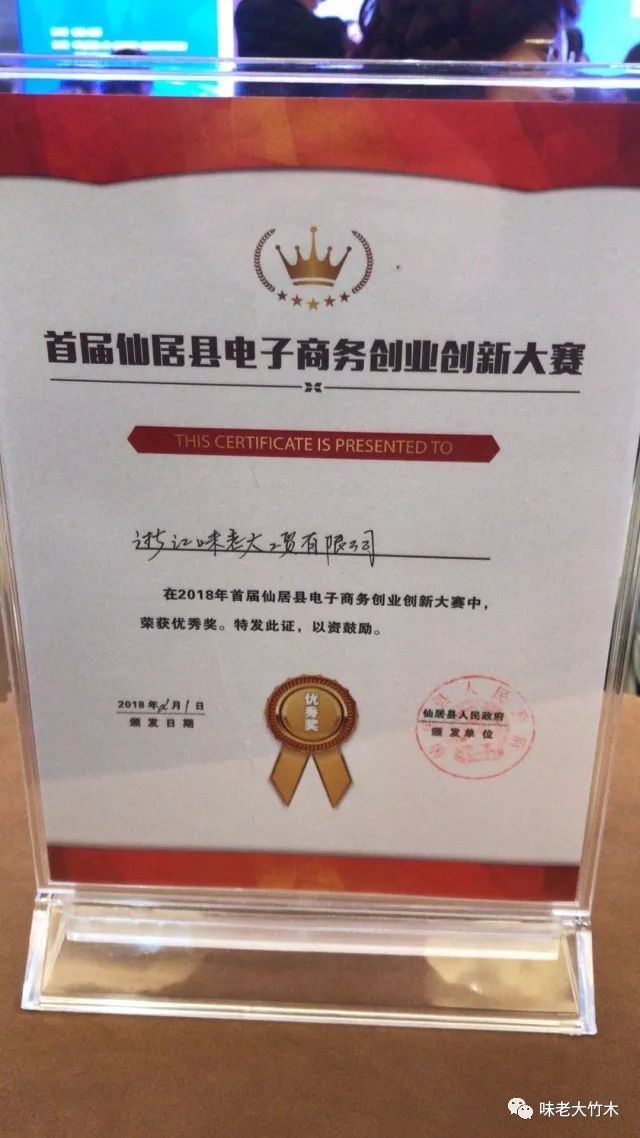 首届仙居县电子商务创业创新大赛
THIS CERTIFICATE IS PRESENTED TO
浙江味老大工贸有限公司
在2018年首届仙居县电子商务创业创新大赛中，
荣获优秀奖。特发此证，以资鼓励。
2018年 月1日
颁发日期
优秀奖
仙居县人民政府
颁发单位
味老大竹木